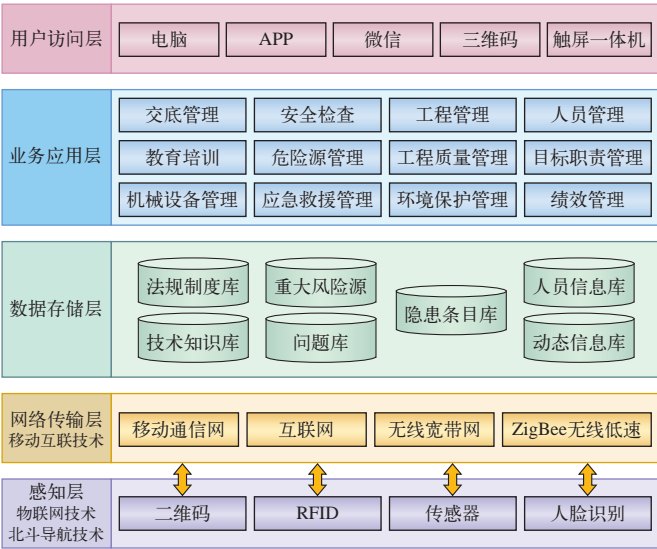 用户访问层
电脑
APP
微信
三维码
触屏一体机
业务应用层
交底管理
安全检查
工程管理
人员管理
教育培训
危险源管理
工程质量管理
目标职责管理
机械设备管理
应急救援管理
环境保护管理
绩效管理
数据存储层
法规制度库
重大风险源
隐患条目库
人员信息库
技术知识库
问题库
动态信息库
网络传输层
移动互联技术
移动通信网
互联网
无线宽带网
ZigBee无线低速
感知层
物联网技术
北斗导航技术
二维码
RFID
传感器
人脸识别